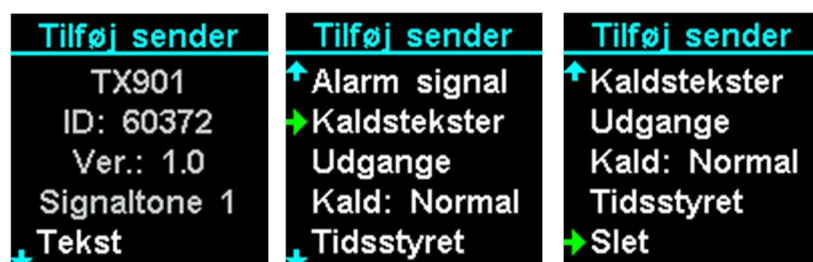 Tilføj sender
TX901
ID: 60372
Ver.: 1.0
Signaltone 1
Tekst
Tilføj sender
Alarm signal
Kaldstekster
Udgange
Kald: Normal
Tidsstyret
Tilføj sender
Kaldstekster
Udgange
Kald: Normal
Tidsstyret
Slet